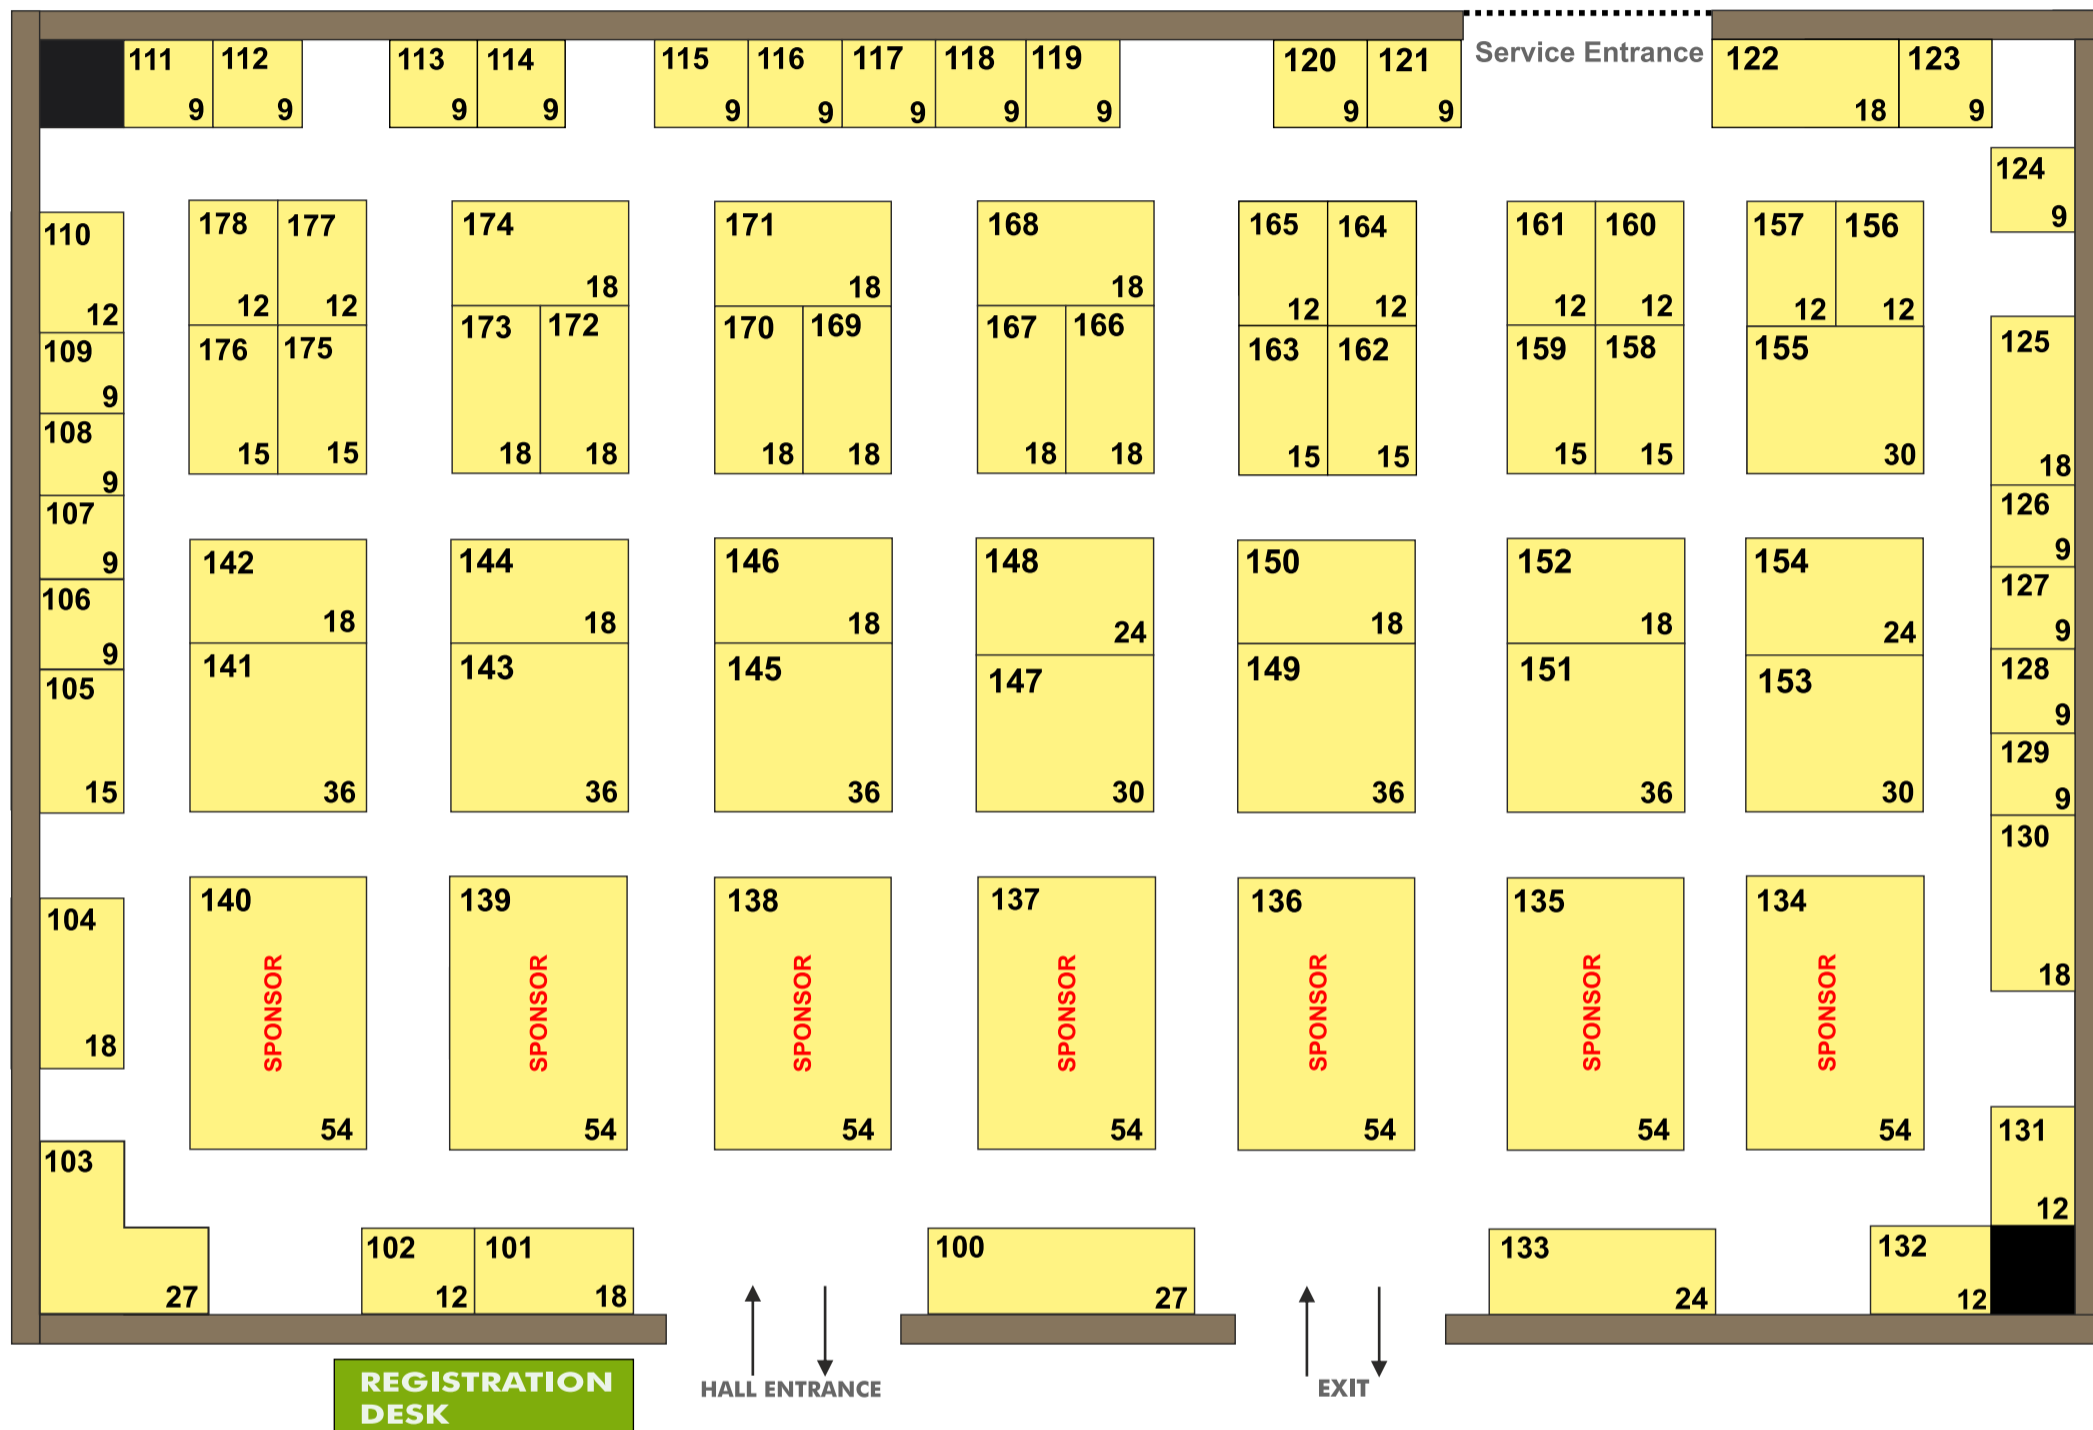 111 112 113 114 115 116 117 118 119 120 121 Service Entrance 122 123
9 9 9 9 9 9 9 9 9 9 9 18 9
124
9
110
12
178 177 174 171 168 165 164 161 160 157 156
12 12 18 18 18 12 12 12 12 12 12
109
9
176 175 173 172 170 169 167 166 163 162 159 158 155
15 15 18 18 18 18 18 18 15 15 15 15 30
125
18
108
9
107
9
126
9
142 144 146 148 150 152 154
18 18 18 24 18 18 24
106
9
127
9
105
15
141 143 145 147 149 151 153
36 36 36 30 36 36 30
128
9
129
9
130
18
104
18
140 139 138 137 136 135 134
SPONSOR SPONSOR SPONSOR SPONSOR SPONSOR SPONSOR SPONSOR
54 54 54 54 54 54 54
103
27
131
12
102 101 100 133 132
12 18 27 24 12
REGISTRATION
DESK
HALL ENTRANCE
EXIT